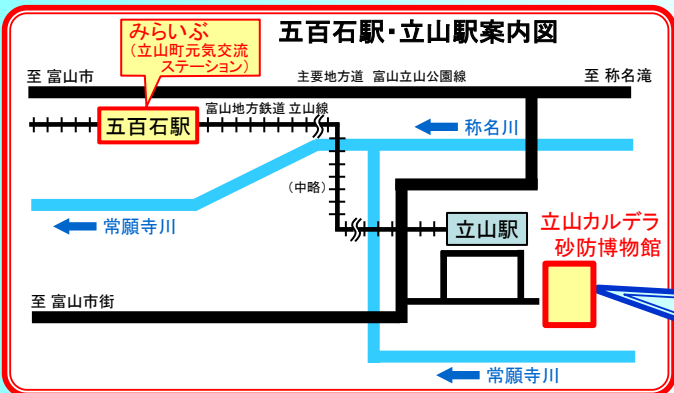 五百石駅・立山駅案内図
みらいぶ
(立山町元気交流
ステーション)
至 富山市
主要地方道 富山立山公園線
至 称名滝
富山地方鉄道 立山線
五百石駅
称名川
(中略)
常願寺川
立山駅
立山カルデラ
砂防博物館
至 富山市街
常願寺川